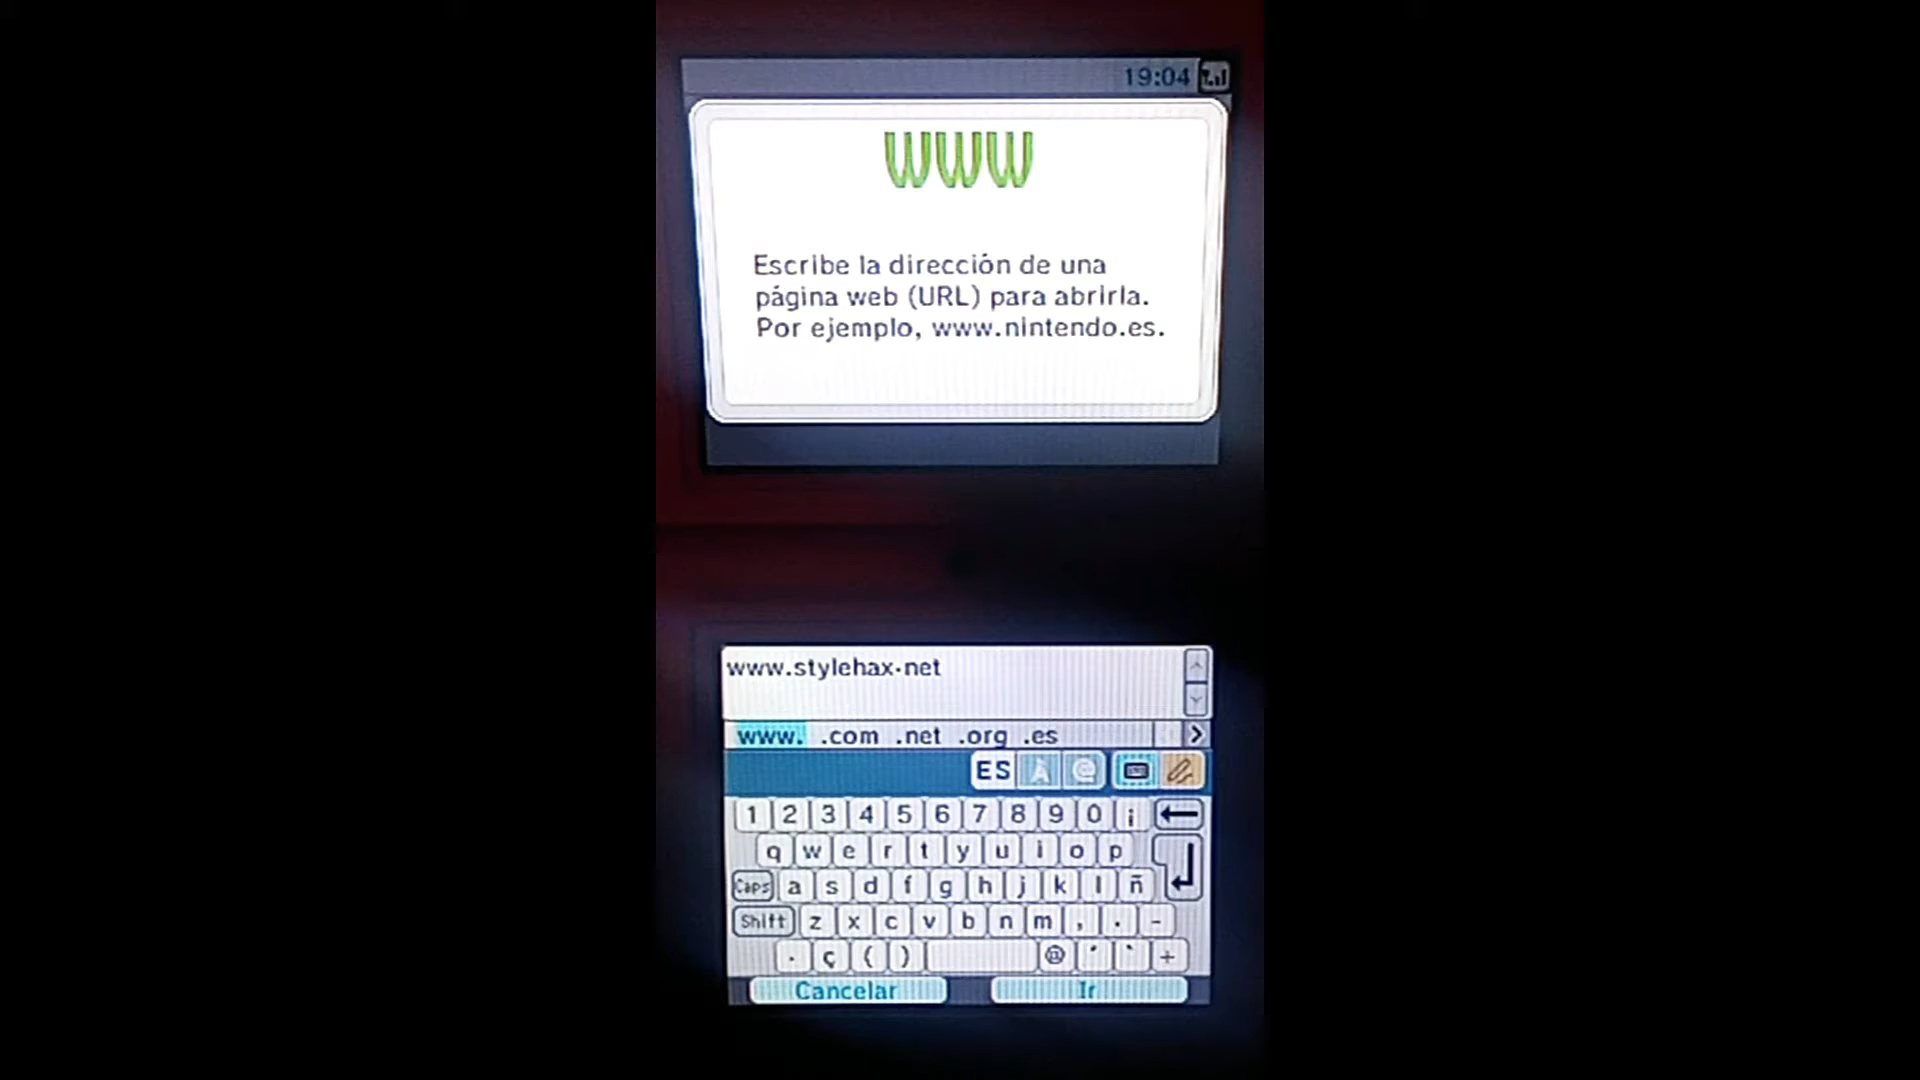 19:04
www
Escribe la dirección de una
página web (URL) para abrirla.
Por ejemplo, www.nintendo.es.
www.stylehax·net
www. .com .net .org .es
ES À @
1 2 3 4 5 6 7 8 9 0 ¡
q w e r t y u i o p
Caps a s d f g h j k l ñ
Shift z x c v b n m , . -
· ç ( ) @ ´ ` +
Cancelar Ir